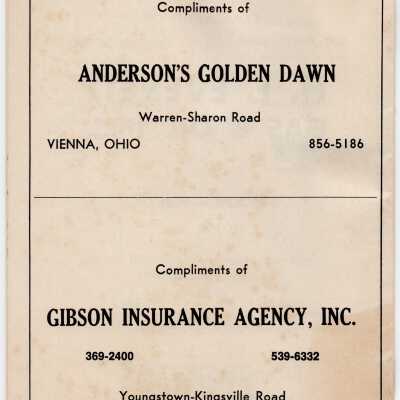 Compliments of
ANDERSON'S GOLDEN DAWN
Warren-Sharon Road
VIENNA, OHIO 856-5186
Compliments of
GIBSON INSURANCE AGENCY, INC.
369-2400 539-6332
Youngstown-Kingsville Road